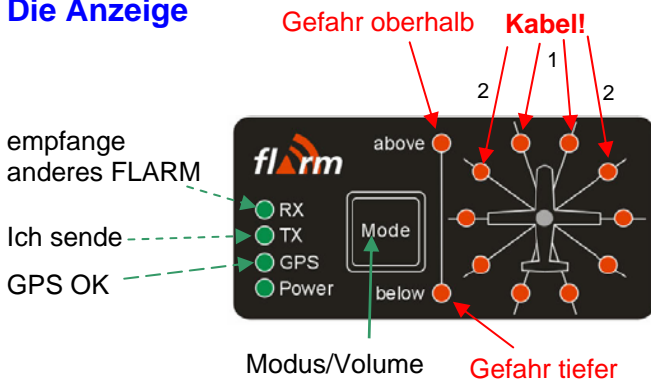 Die Anzeige
Gefahr oberhalb
Kabel!
1
2
2
empfange
anderes FLARM
Ich sende
GPS OK
flarm
above
RX
TX
GPS
Power
Mode
below
Modus/Volume
Gefahr tiefer